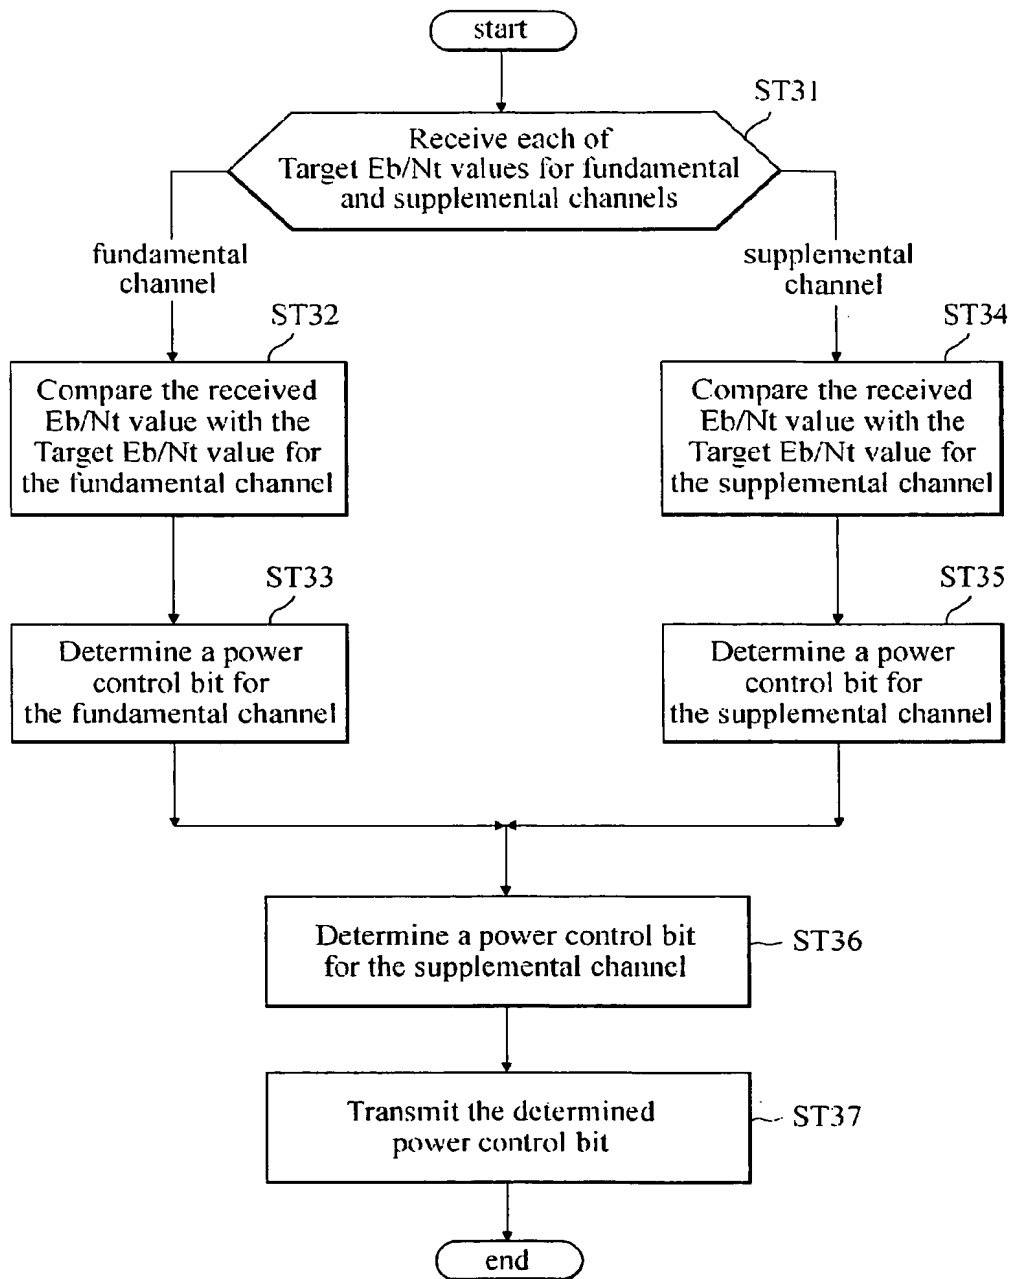 start
ST31
Receive each of
Target Eb/Nt values for fundamental
and supplemental channels
fundamental
channel
supplemental
channel
ST32
Compare the received
Eb/Nt value with the
Target Eb/Nt value for
the fundamental channel
ST34
Compare the received
Eb/Nt value with the
Target Eb/Nt value for
the supplemental channel
ST33
Determine a power
control bit for
the fundamental channel
ST35
Determine a power
control bit for
the supplemental channel
Determine a power control bit
for the supplemental channel
ST36
Transmit the determined
power control bit
ST37
end